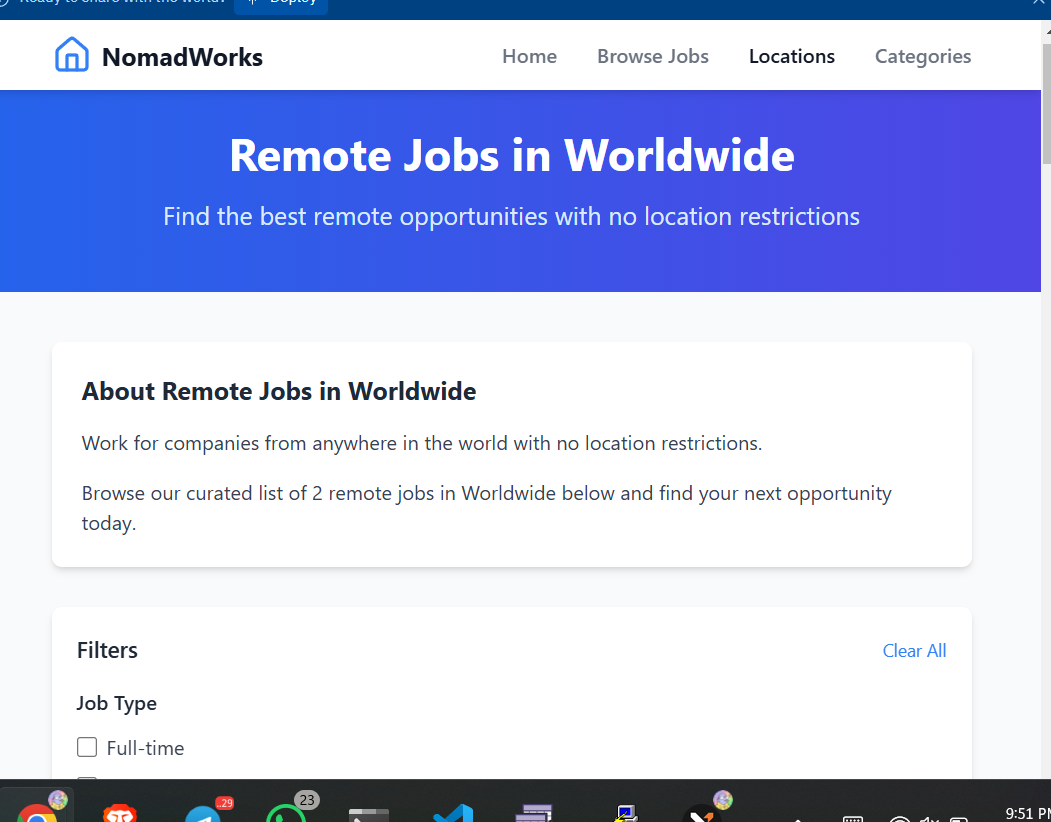 Ready to share with the world?
Deploy
NomadWorks
Home
Browse Jobs
Locations
Categories
Remote Jobs in Worldwide
Find the best remote opportunities with no location restrictions
About Remote Jobs in Worldwide
Work for companies from anywhere in the world with no location restrictions.
Browse our curated list of 2 remote jobs in Worldwide below and find your next opportunity
today.
Filters
Clear All
Job Type
Full-time
..29
23
9:51 PM